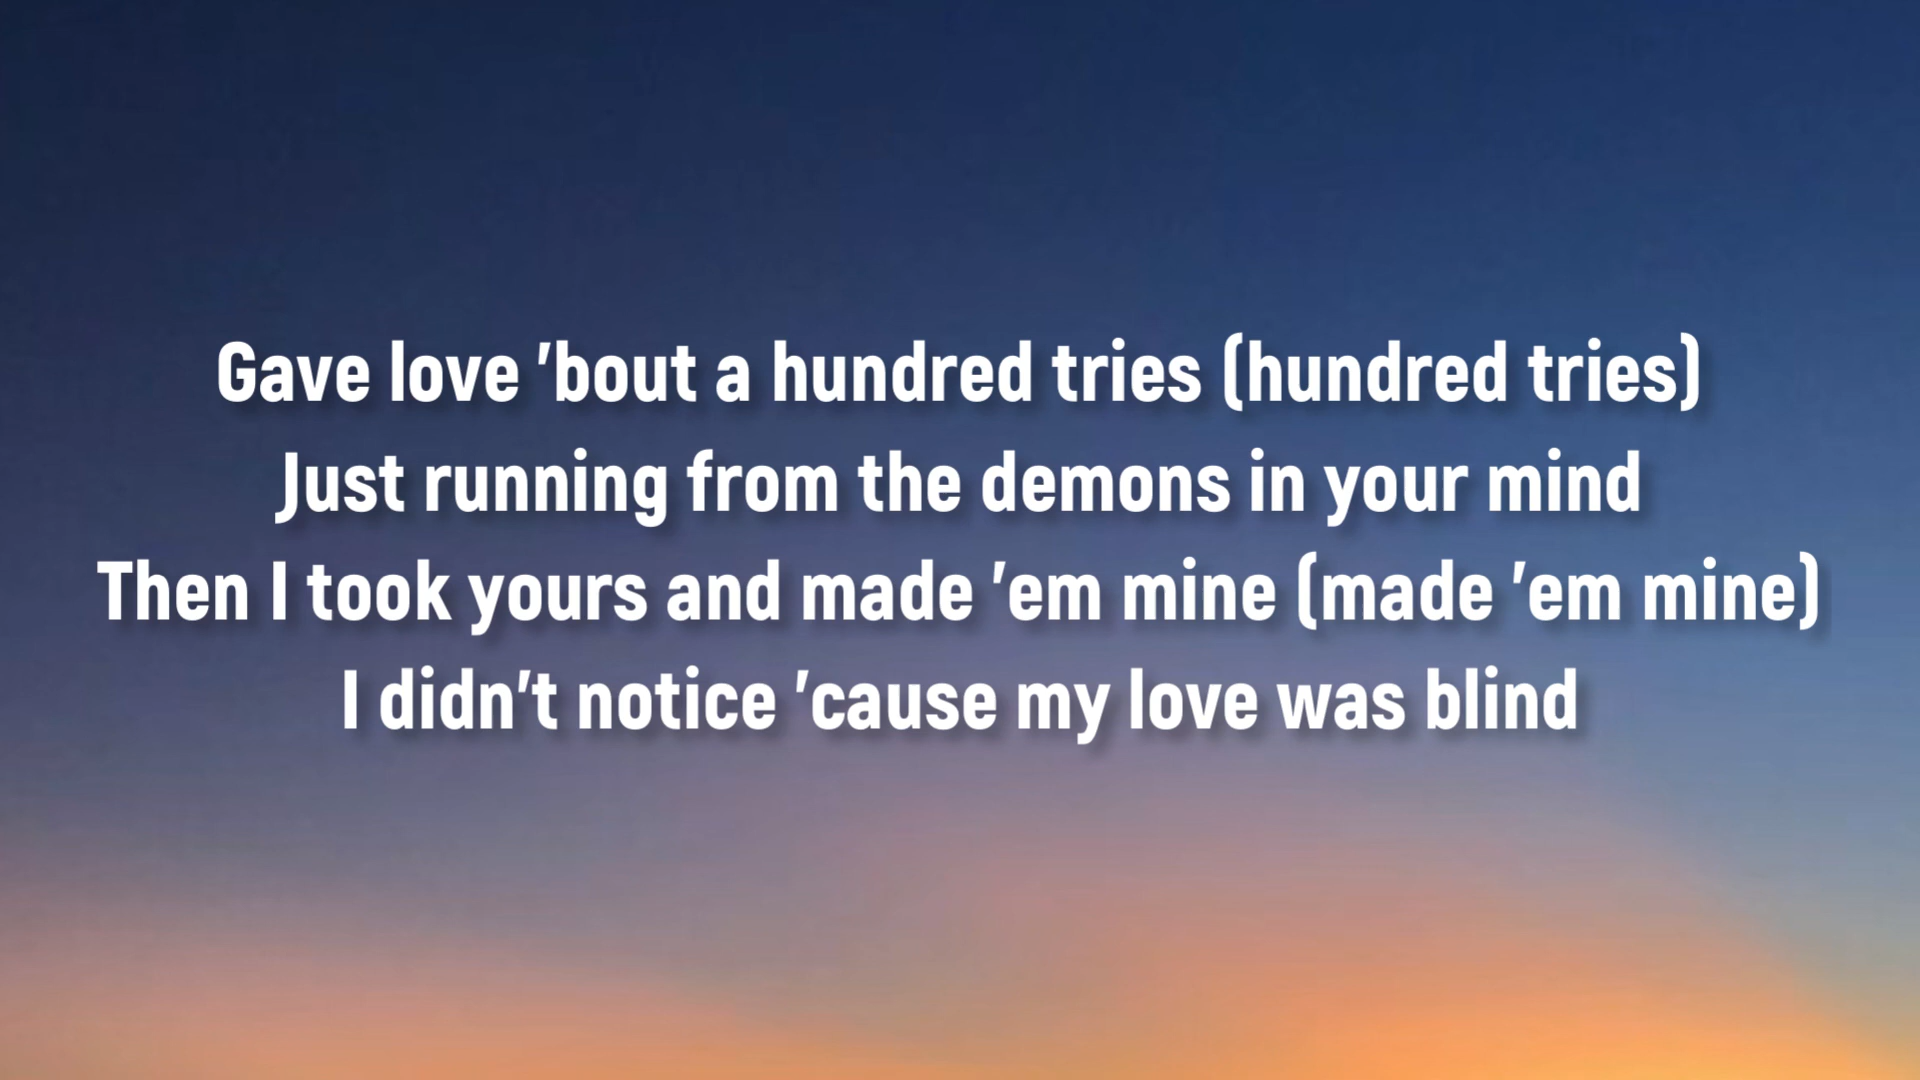 Gave love ’bout a hundred tries (hundred tries)
Just running from the demons in your mind
Then I took yours and made ’em mine (made ’em mine)
I didn’t notice ’cause my love was blind